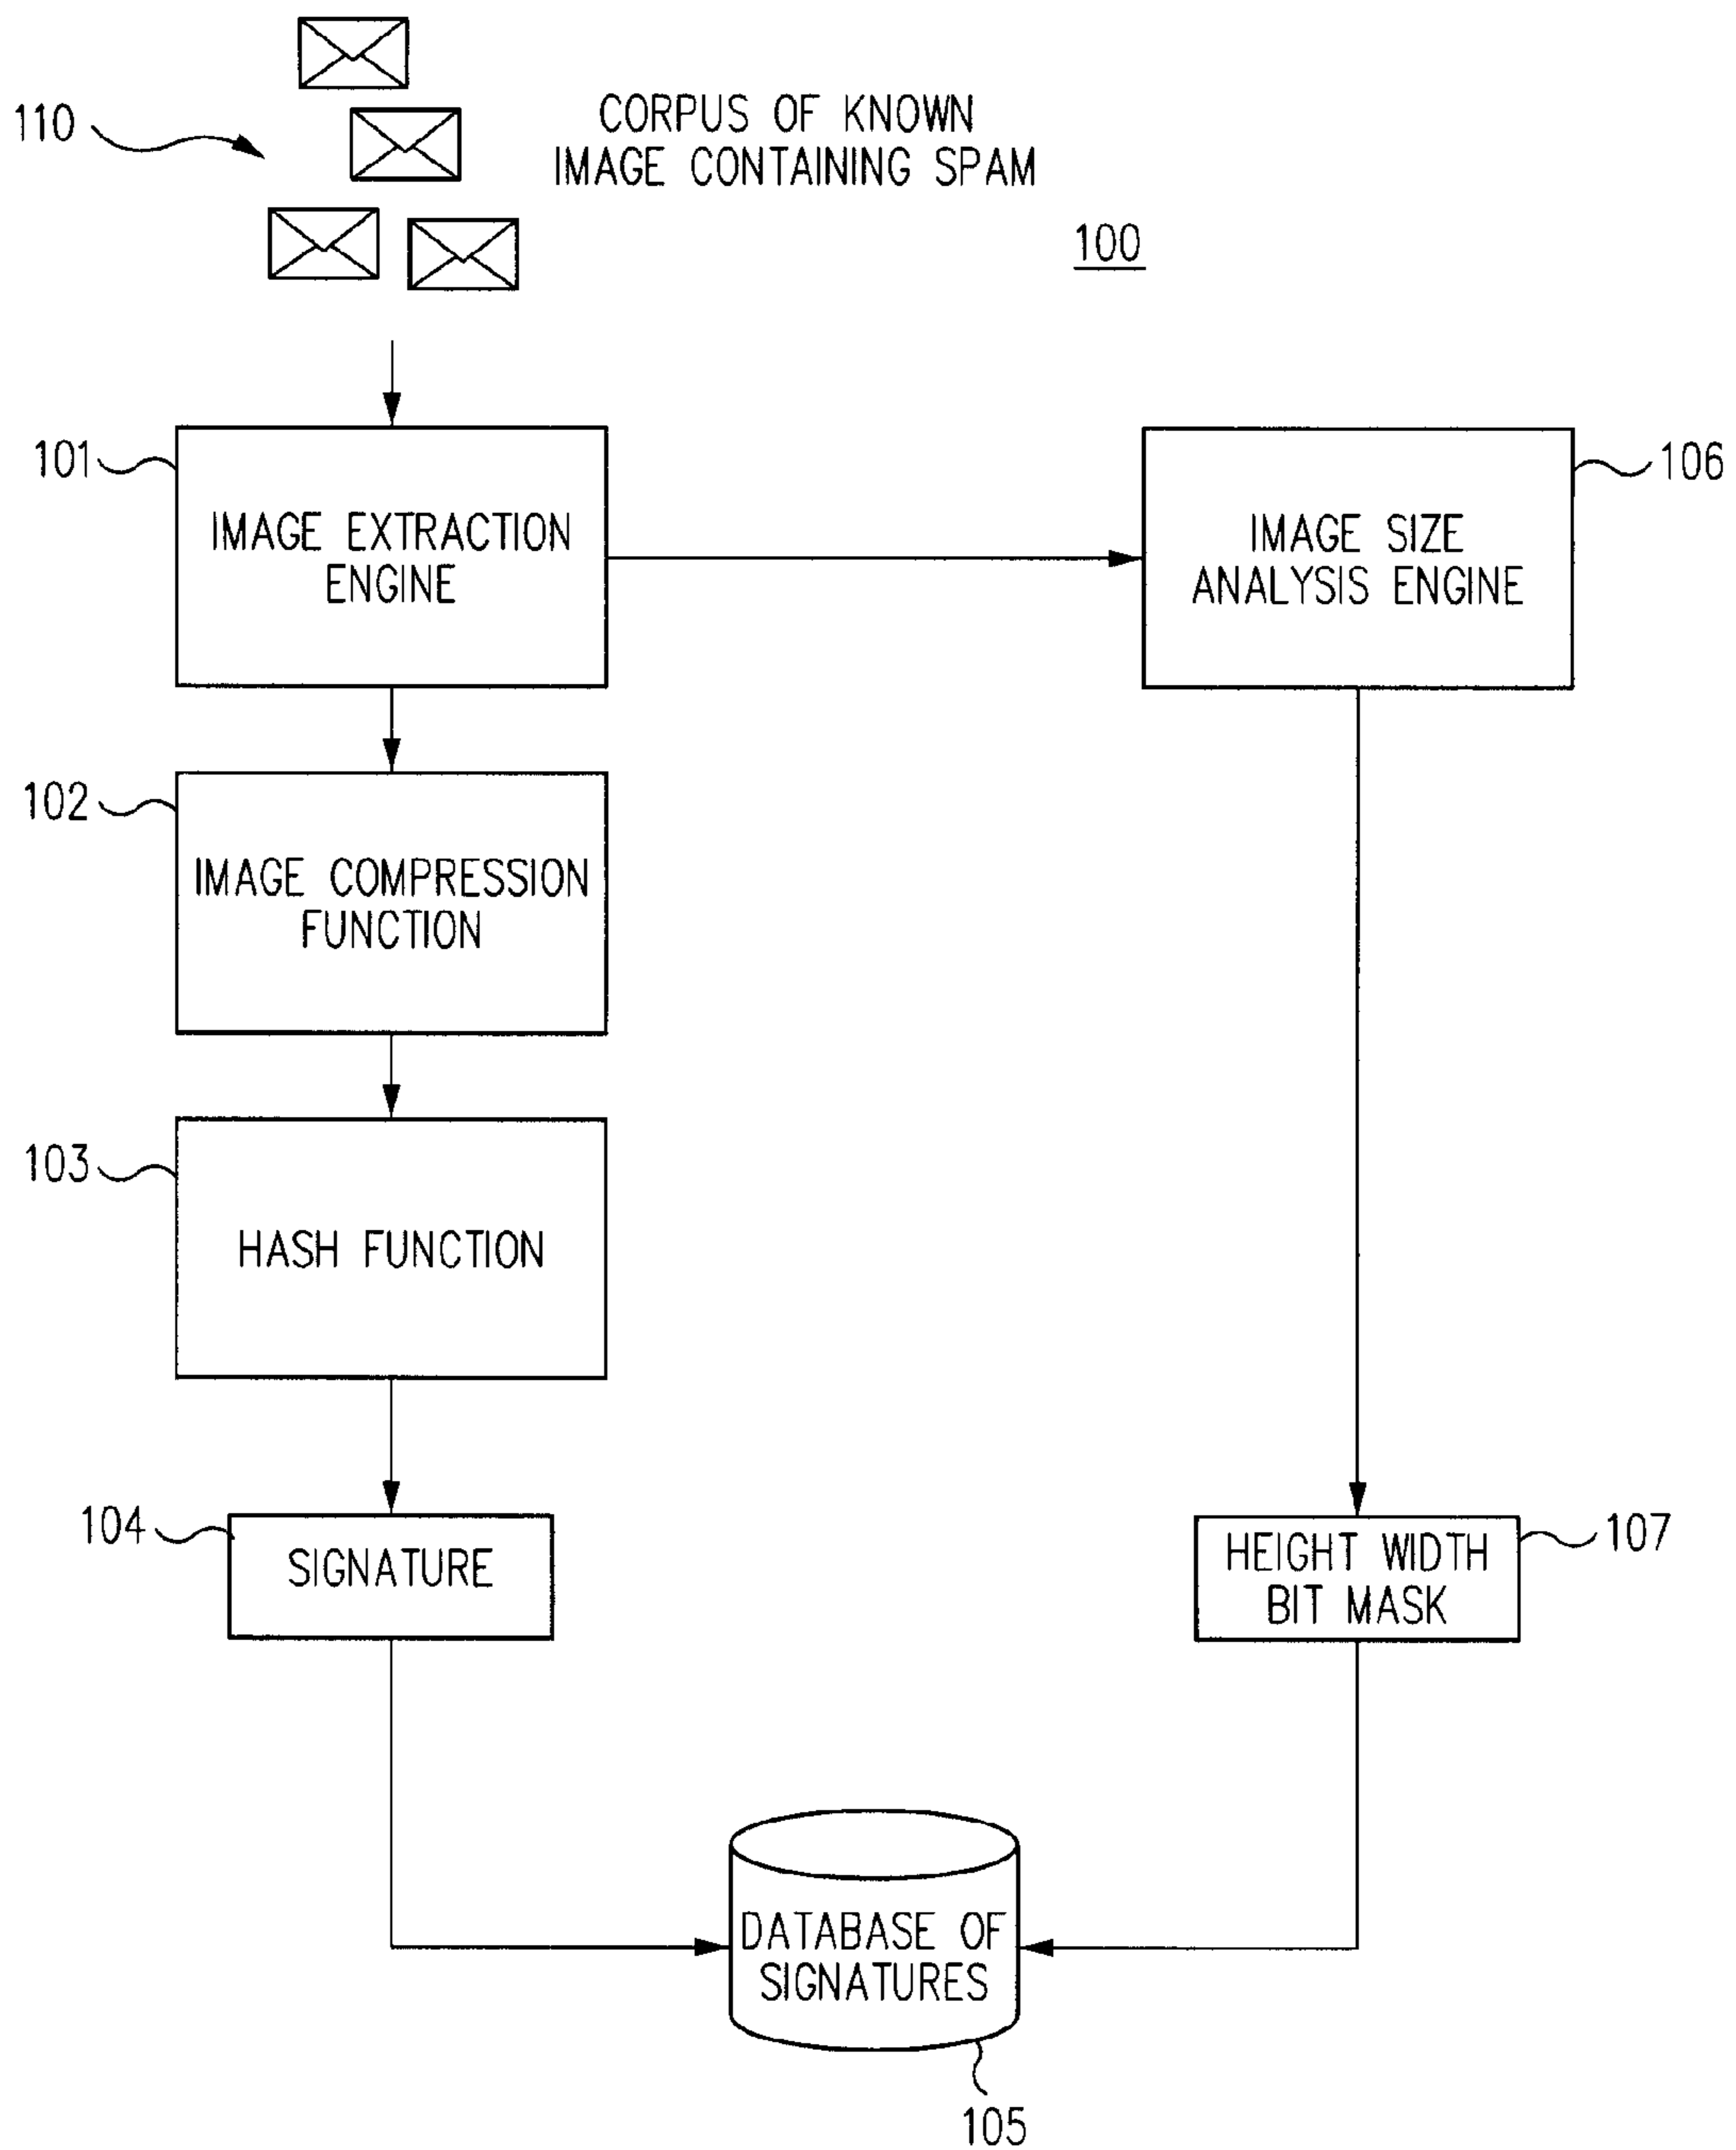 110
CORPUS OF KNOWN
IMAGE CONTAINING SPAM
100
101
IMAGE EXTRACTION
ENGINE
106
IMAGE SIZE
ANALYSIS ENGINE
102
IMAGE COMPRESSION
FUNCTION
103
HASH FUNCTION
104
SIGNATURE
107
HEIGHT WIDTH
BIT MASK
DATABASE OF
SIGNATURES
105